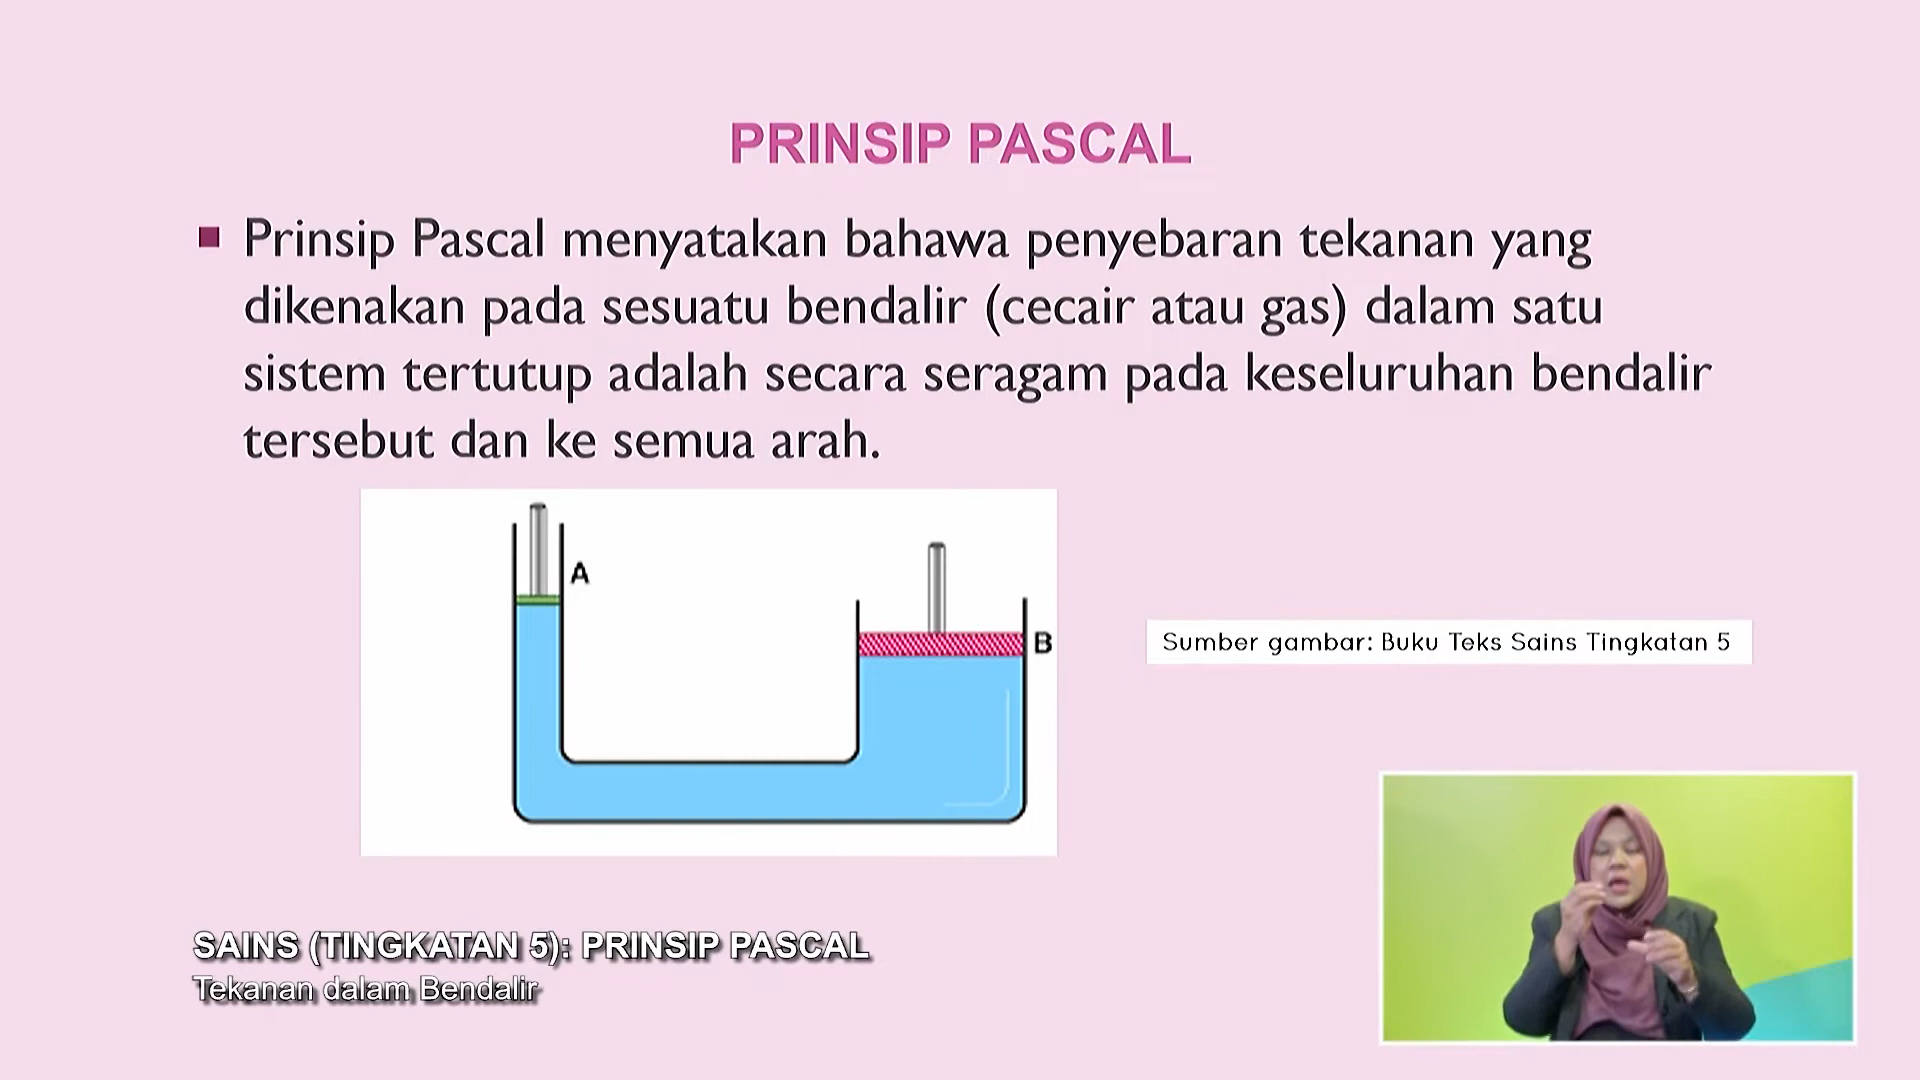 PRINSIP PASCAL
Prinsip Pascal menyatakan bahawa penyebaran tekanan yang
dikenakan pada sesuatu bendalir (cecair atau gas) dalam satu
sistem tertutup adalah secara seragam pada keseluruhan bendalir
tersebut dan ke semua arah.
A
B
Sumber gambar: Buku Teks Sains Tingkatan 5
SAINS (TINGKATAN 5): PRINSIP PASCAL
Tekanan dalam Bendalir